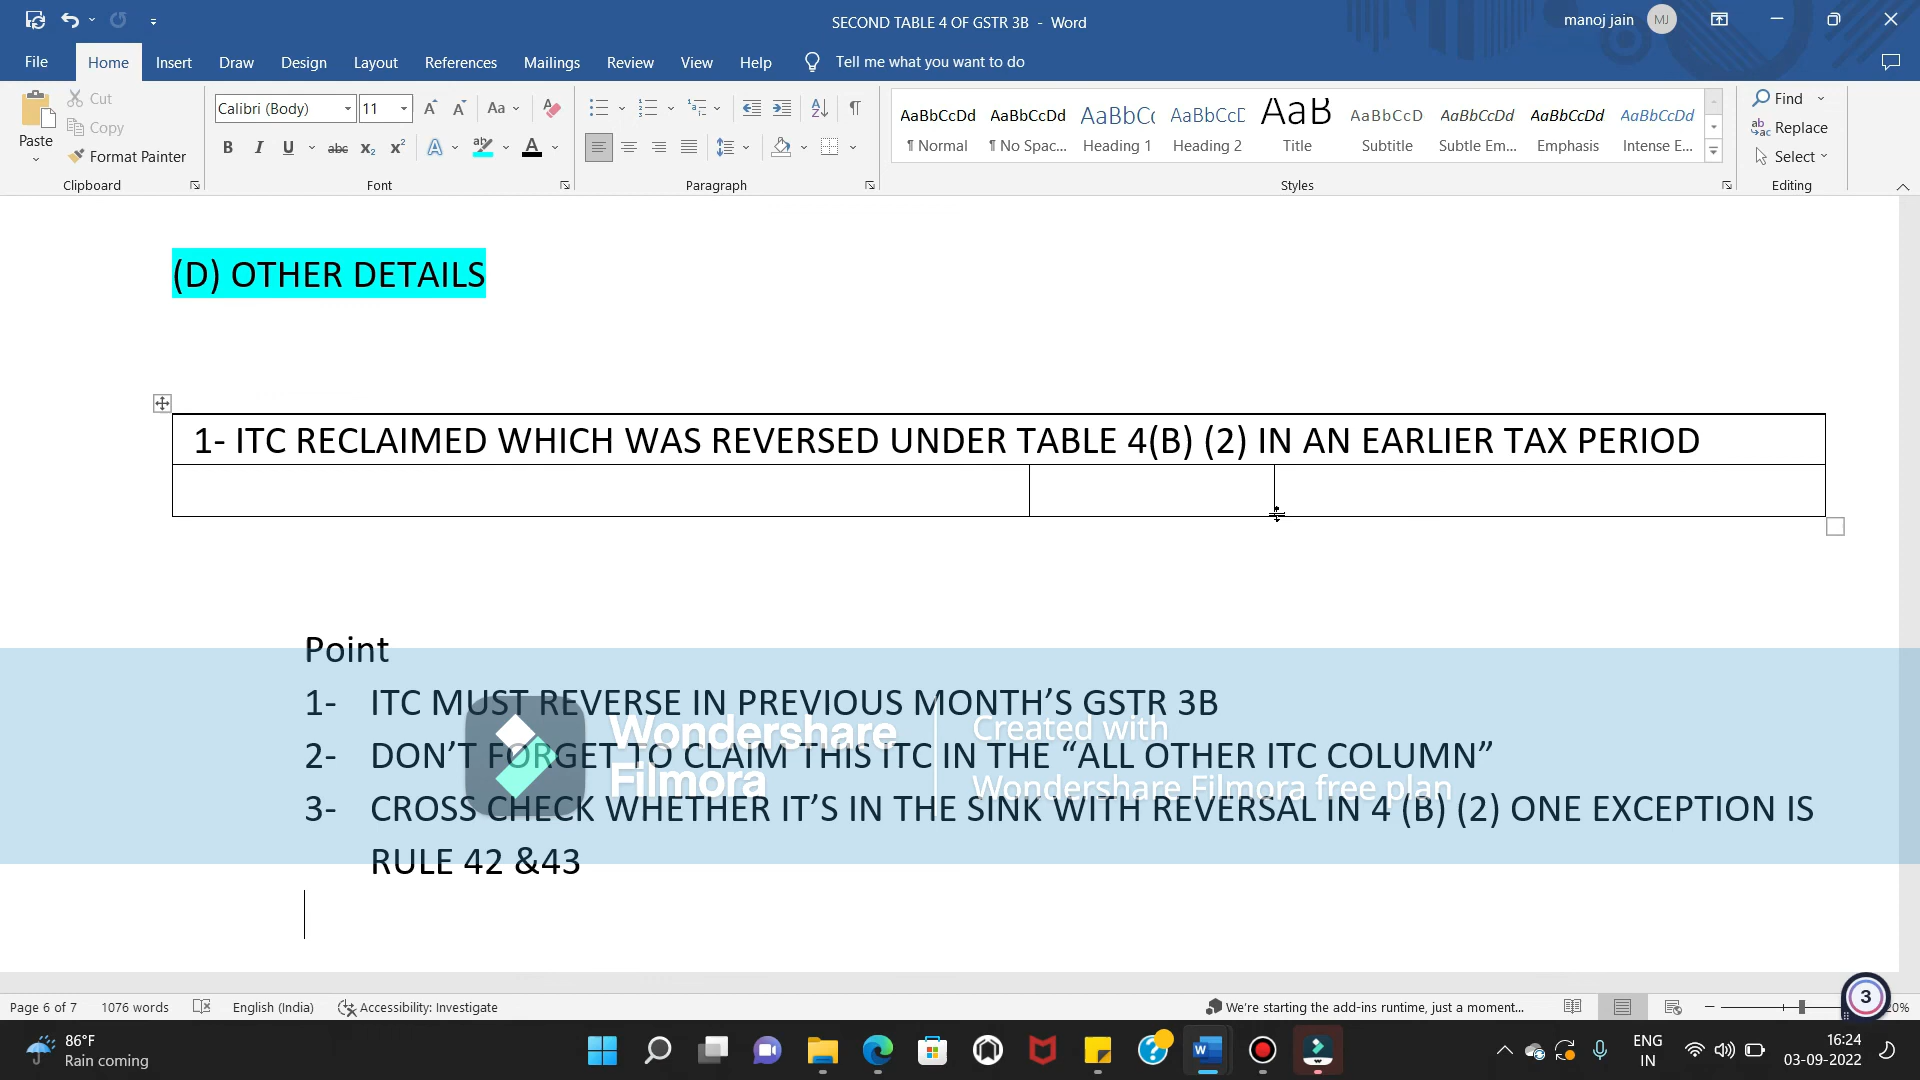 SECOND TABLE 4 OF GSTR 3B - Word
manoj jain MJ
File Home Insert Draw Design Layout References Mailings Review View Help Tell me what you want to do
Paste
Cut
Copy
Format Painter
Clipboard
Calibri (Body) 11
Font
Paragraph
AaBbCcDd AaBbCcDd AaBbC AaBbCcD AaB AaBbCcD AaBbCcDd AaBbCcDd AaBbCcDd
¶ Normal ¶ No Spac... Heading 1 Heading 2 Title Subtitle Subtle Em... Emphasis Intense E...
Styles
Find
Replace
Select
Editing
(D) OTHER DETAILS
1- ITC RECLAIMED WHICH WAS REVERSED UNDER TABLE 4(B) (2) IN AN EARLIER TAX PERIOD
Point
1- ITC MUST REVERSE IN PREVIOUS MONTH’S GSTR 3B
2- DON’T FORGET TO CLAIM THIS ITC IN THE “ALL OTHER ITC COLUMN”
3- CROSS CHECK WHETHER IT’S IN THE SINK WITH REVERSAL IN 4 (B) (2) ONE EXCEPTION IS
RULE 42 &43
Wondershare
Filmora
Created with
Wondershare Filmora free plan
Page 6 of 7 1076 words English (India) Accessibility: Investigate
We're starting the add-ins runtime, just a moment...
3
86°F
Rain coming
ENG
IN
16:24
03-09-2022